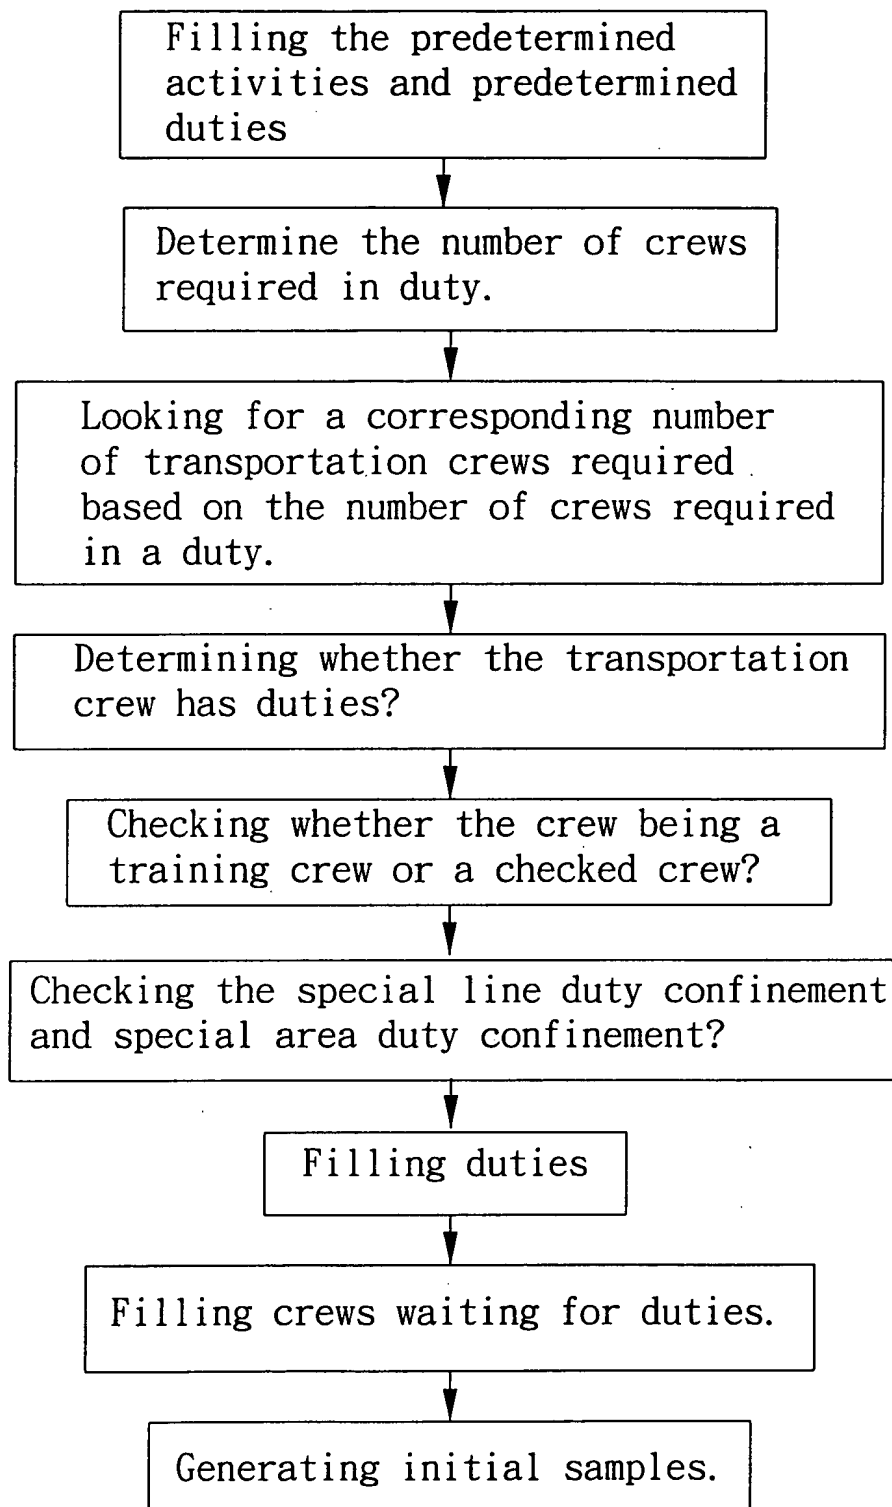 Filling the predetermined
activities and predetermined
duties
Determine the number of crews
required in duty.
Looking for a corresponding number
of transportation crews required
based on the number of crews required
in a duty.
Determining whether the transportation
crew has duties?
Checking whether the crew being a
training crew or a checked crew?
Checking the special line duty confinement
and special area duty confinement?
Filling duties
Filling crews waiting for duties.
Generating initial samples.